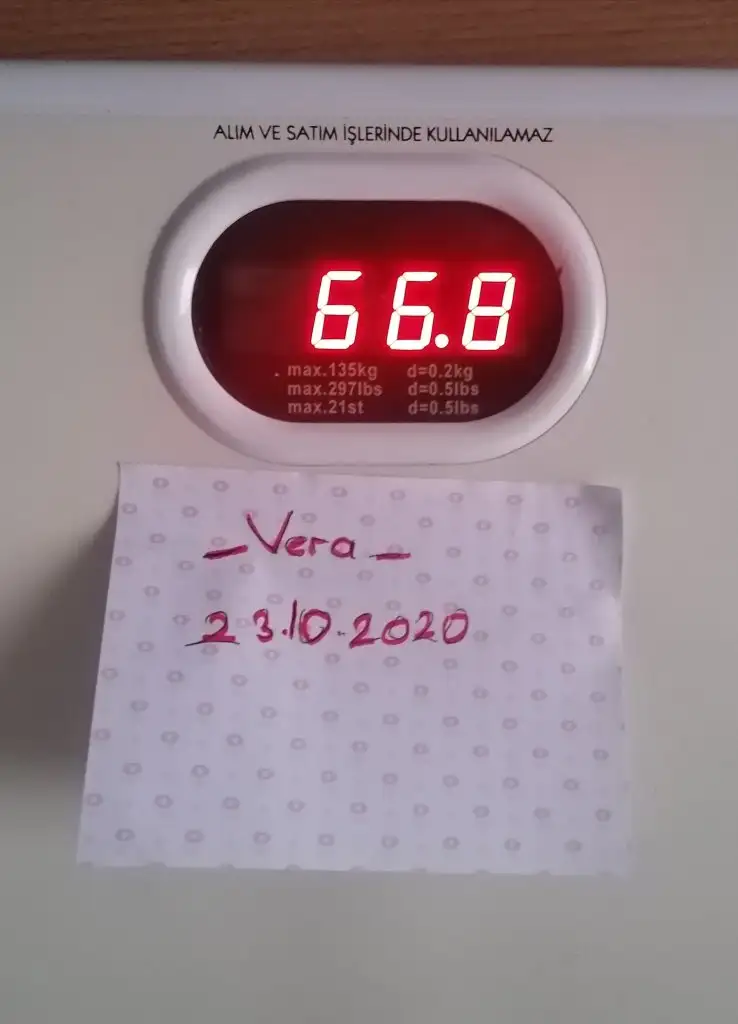 ALIM VE SATIM İŞLERİNDE KULLANILAMAZ
66.8
max.135kg d=0.2kg
max.297lbs d=0.5lbs
max.21st d=0.5lbs
-Vera-
23.10.2020